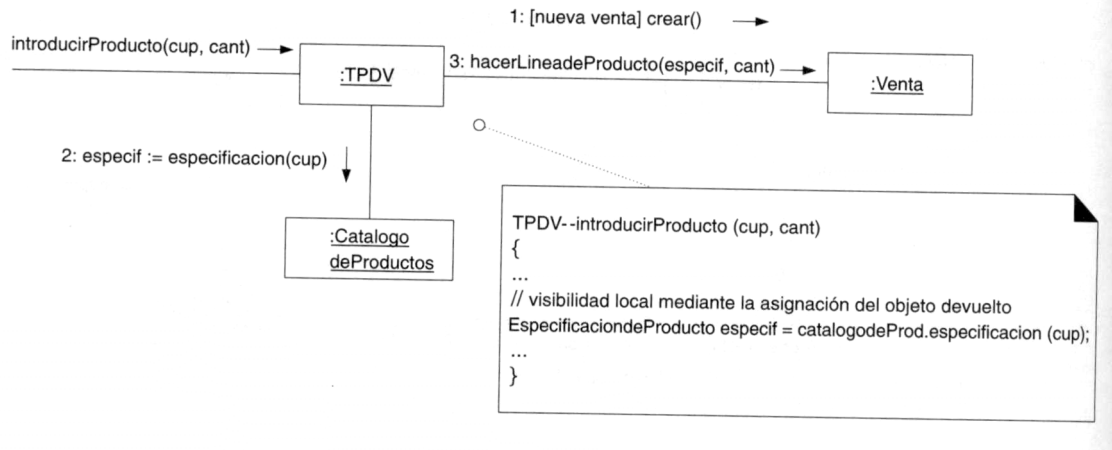 1: [nueva venta] crear()
introducirProducto(cup, cant)
:TPDV
3: hacerLineadeProducto(especif, cant)
:Venta
2: especif := especificacion(cup)
:Catalogo
deProductos
TPDV--introducirProducto (cup, cant)
{
...
// visibilidad local mediante la asignación del objeto devuelto
EspecificaciondeProducto especif = catalogodeProd.especificacion (cup);
...
}